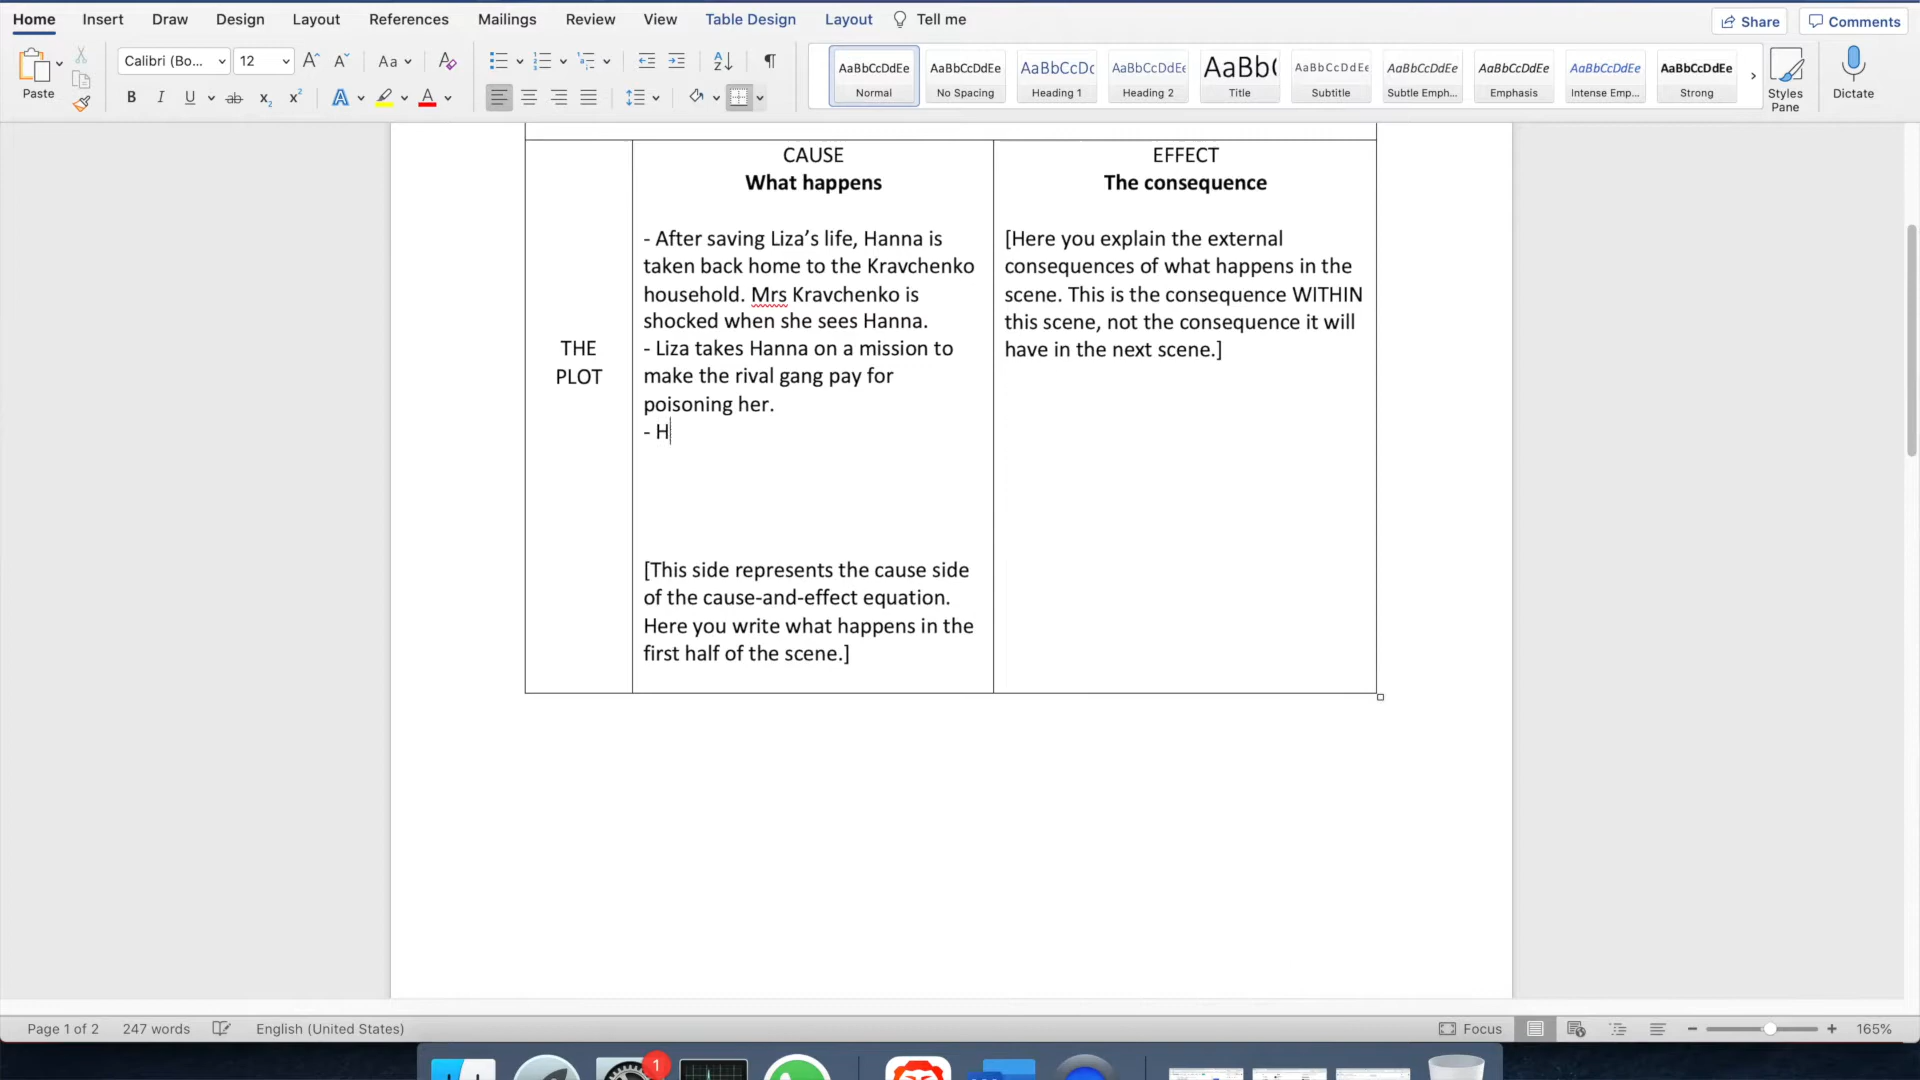 Home Insert Draw Design Layout References Mailings Review View Table Design Layout Tell me Share Comments
Calibri (Bo... 12 Aa
Paste
AaBbCcDdEe AaBbCcDdEe AaBbCcDc AaBbCcDdEe AaBb( AaBbCcDdEe AaBbCcDdEe AaBbCcDdEe AaBbCcDdEe AaBbCcDdEe
Normal No Spacing Heading 1 Heading 2 Title Subtitle Subtle Emph... Emphasis Intense Emp... Strong
Styles Pane
Dictate
CAUSE
What happens
- After saving Liza’s life, Hanna is
taken back home to the Kravchenko
household. Mrs Kravchenko is
shocked when she sees Hanna.
- Liza takes Hanna on a mission to
make the rival gang pay for
poisoning her.
- H
[This side represents the cause side
of the cause-and-effect equation.
Here you write what happens in the
first half of the scene.]
EFFECT
The consequence
[Here you explain the external
consequences of what happens in the
scene. This is the consequence WITHIN
this scene, not the consequence it will
have in the next scene.]
THE
PLOT
Page 1 of 2 247 words English (United States) Focus 165%
1